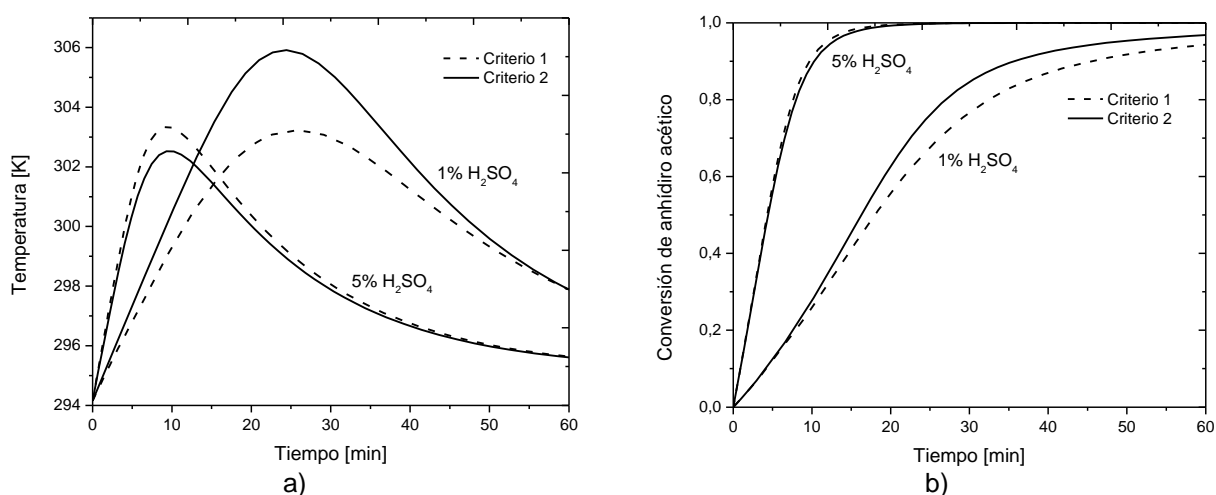 306
304
302
300
298
296
294
Temperatura [K]
0 10 20 30 40 50 60
Tiempo [min]
Criterio 1
Criterio 2
1% H₂SO₄
5% H₂SO₄
a)
1,0
0,8
0,6
0,4
0,2
0,0
Conversión de anhídiro acético
0 10 20 30 40 50 60
Tiempo [min]
5% H₂SO₄
Criterio 1
Criterio 2
1% H₂SO₄
b)